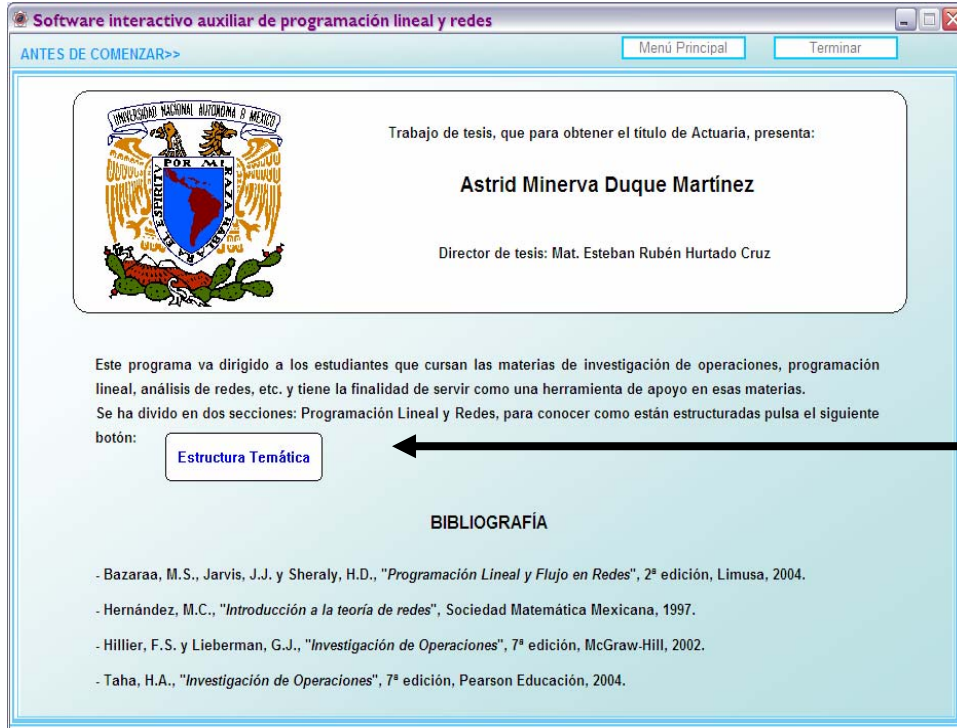 Software interactivo auxiliar de programación lineal y redes
ANTES DE COMENZAR>>
Menú Principal
Terminar
UNIVERSIDAD NACIONAL AUTONOMA DE MEXICO
POR MI RAZA HABLARA EL ESPIRITU
Trabajo de tesis, que para obtener el título de Actuaria, presenta:
Astrid Minerva Duque Martínez
Director de tesis: Mat. Esteban Rubén Hurtado Cruz
Este programa va dirigido a los estudiantes que cursan las materias de investigación de operaciones, programación
lineal, análisis de redes, etc. y tiene la finalidad de servir como una herramienta de apoyo en esas materias.
Se ha divido en dos secciones: Programación Lineal y Redes, para conocer como están estructuradas pulsa el siguiente
botón:
Estructura Temática
BIBLIOGRAFÍA
- Bazaraa, M.S., Jarvis, J.J. y Sheraly, H.D., "Programación Lineal y Flujo en Redes", 2ª edición, Limusa, 2004.
- Hernández, M.C., "Introducción a la teoría de redes", Sociedad Matemática Mexicana, 1997.
- Hillier, F.S. y Lieberman, G.J., "Investigación de Operaciones", 7ª edición, McGraw-Hill, 2002.
- Taha, H.A., "Investigación de Operaciones", 7ª edición, Pearson Educación, 2004.